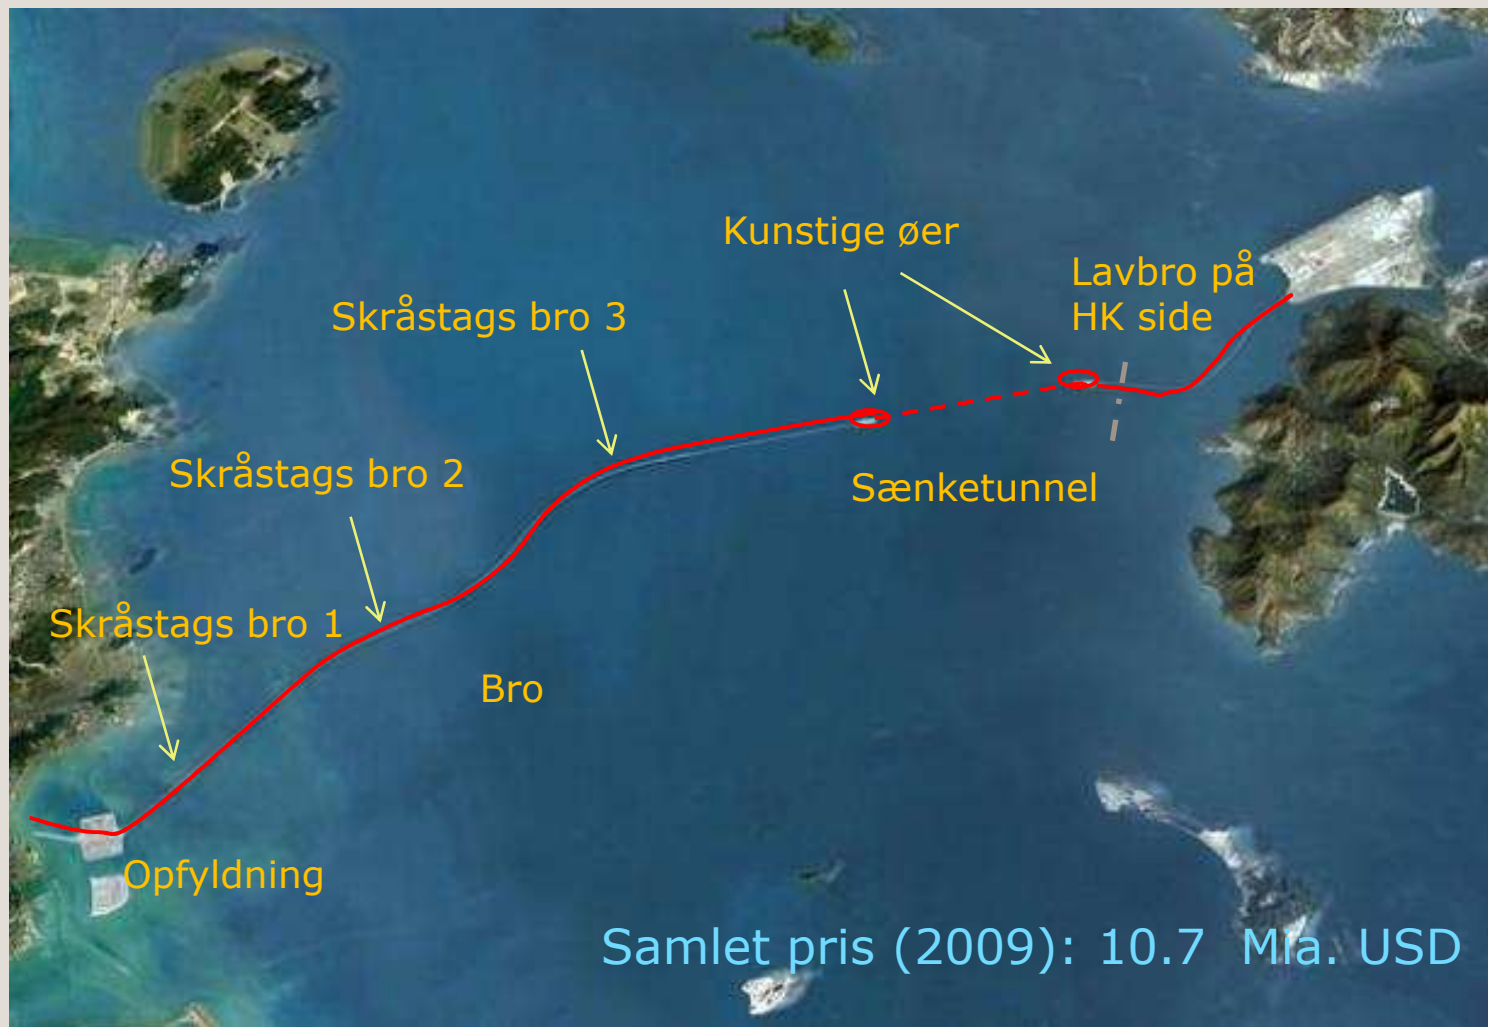 Kunstige øer
Lavbro på
HK side
Skråstags bro 3
Skråstags bro 2
Sænketunnel
Skråstags bro 1
Bro
Opfyldning
Samlet pris (2009): 10.7 Mia. USD